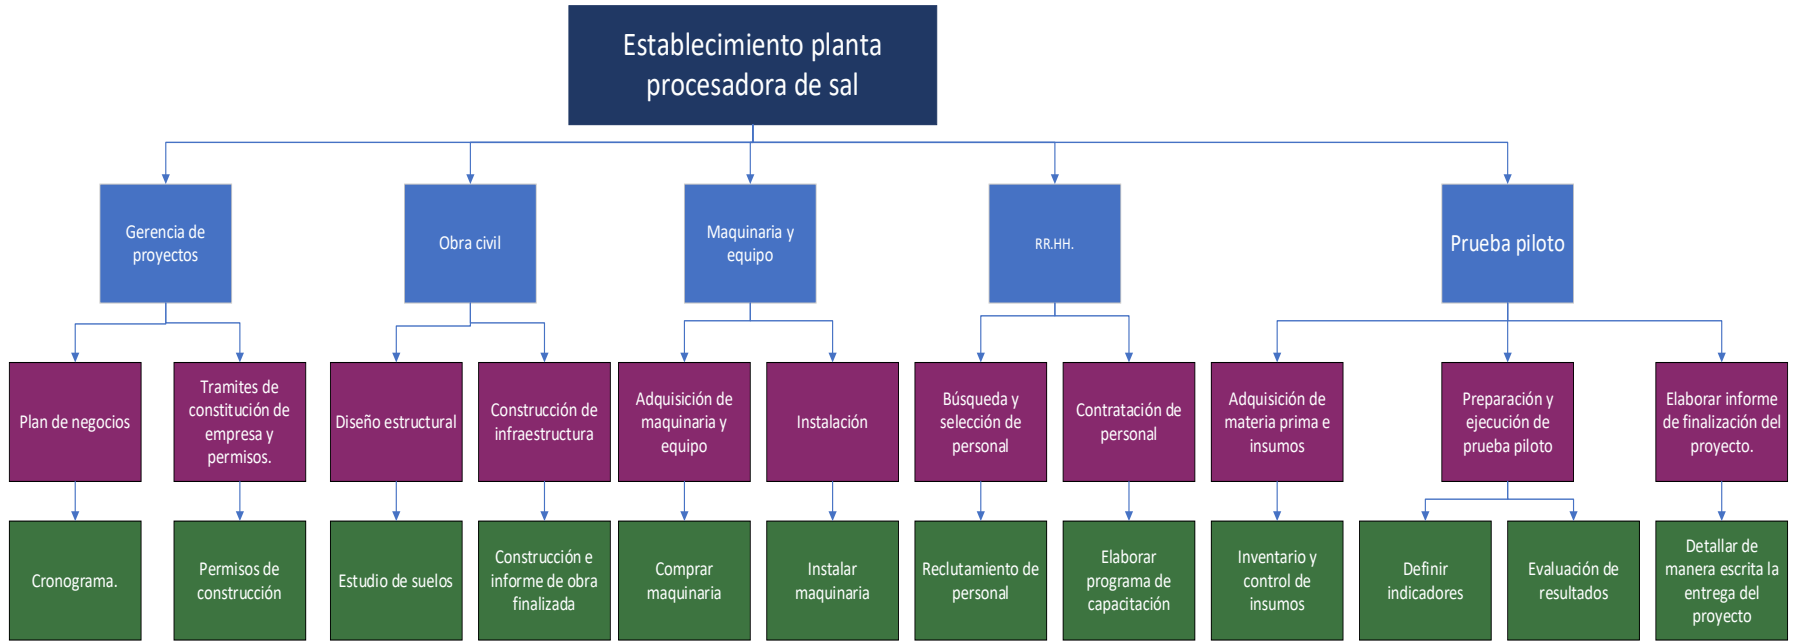 Establecimiento planta
procesadora de sal
Gerencia de
proyectos
Obra civil
Maquinaria y
equipo
RR.HH.
Prueba piloto
Plan de negocios
Tramites de
constitución de
empresa y
permisos.
Diseño estructural
Construcción de
infraestructura
Adquisición de
maquinaria y
equipo
Instalación
Búsqueda y
selección de
personal
Contratación de
personal
Adquisición de
materia prima e
insumos
Preparación y
ejecución de
prueba piloto
Elaborar informe
de finalización del
proyecto.
Cronograma.
Permisos de
construcción
Estudio de suelos
Construcción e
informe de obra
finalizada
Comprar
maquinaria
Instalar
maquinaria
Reclutamiento de
personal
Elaborar
programa de
capacitación
Inventario y
control de
insumos
Definir
indicadores
Evaluación de
resultados
Detallar de
manera escrita la
entrega del
proyecto